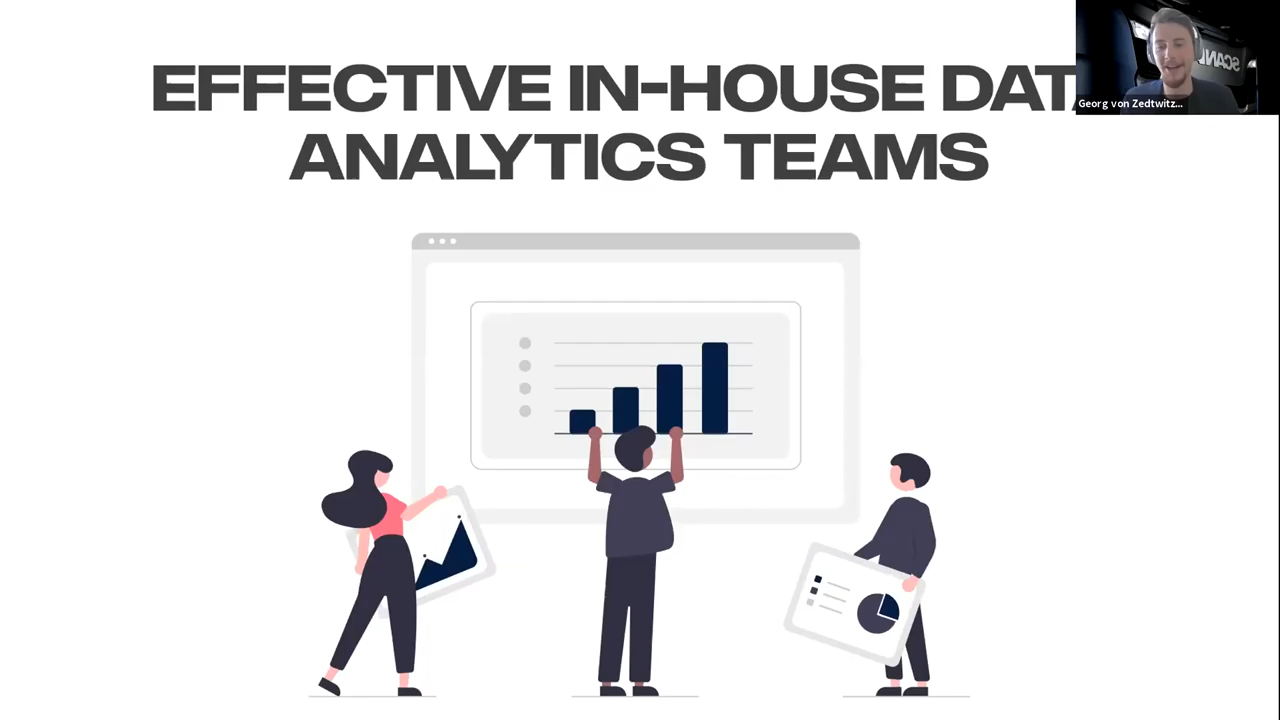 EFFECTIVE IN-HOUSE DAT
ANALYTICS TEAMS
Georg von Zedtwitz...